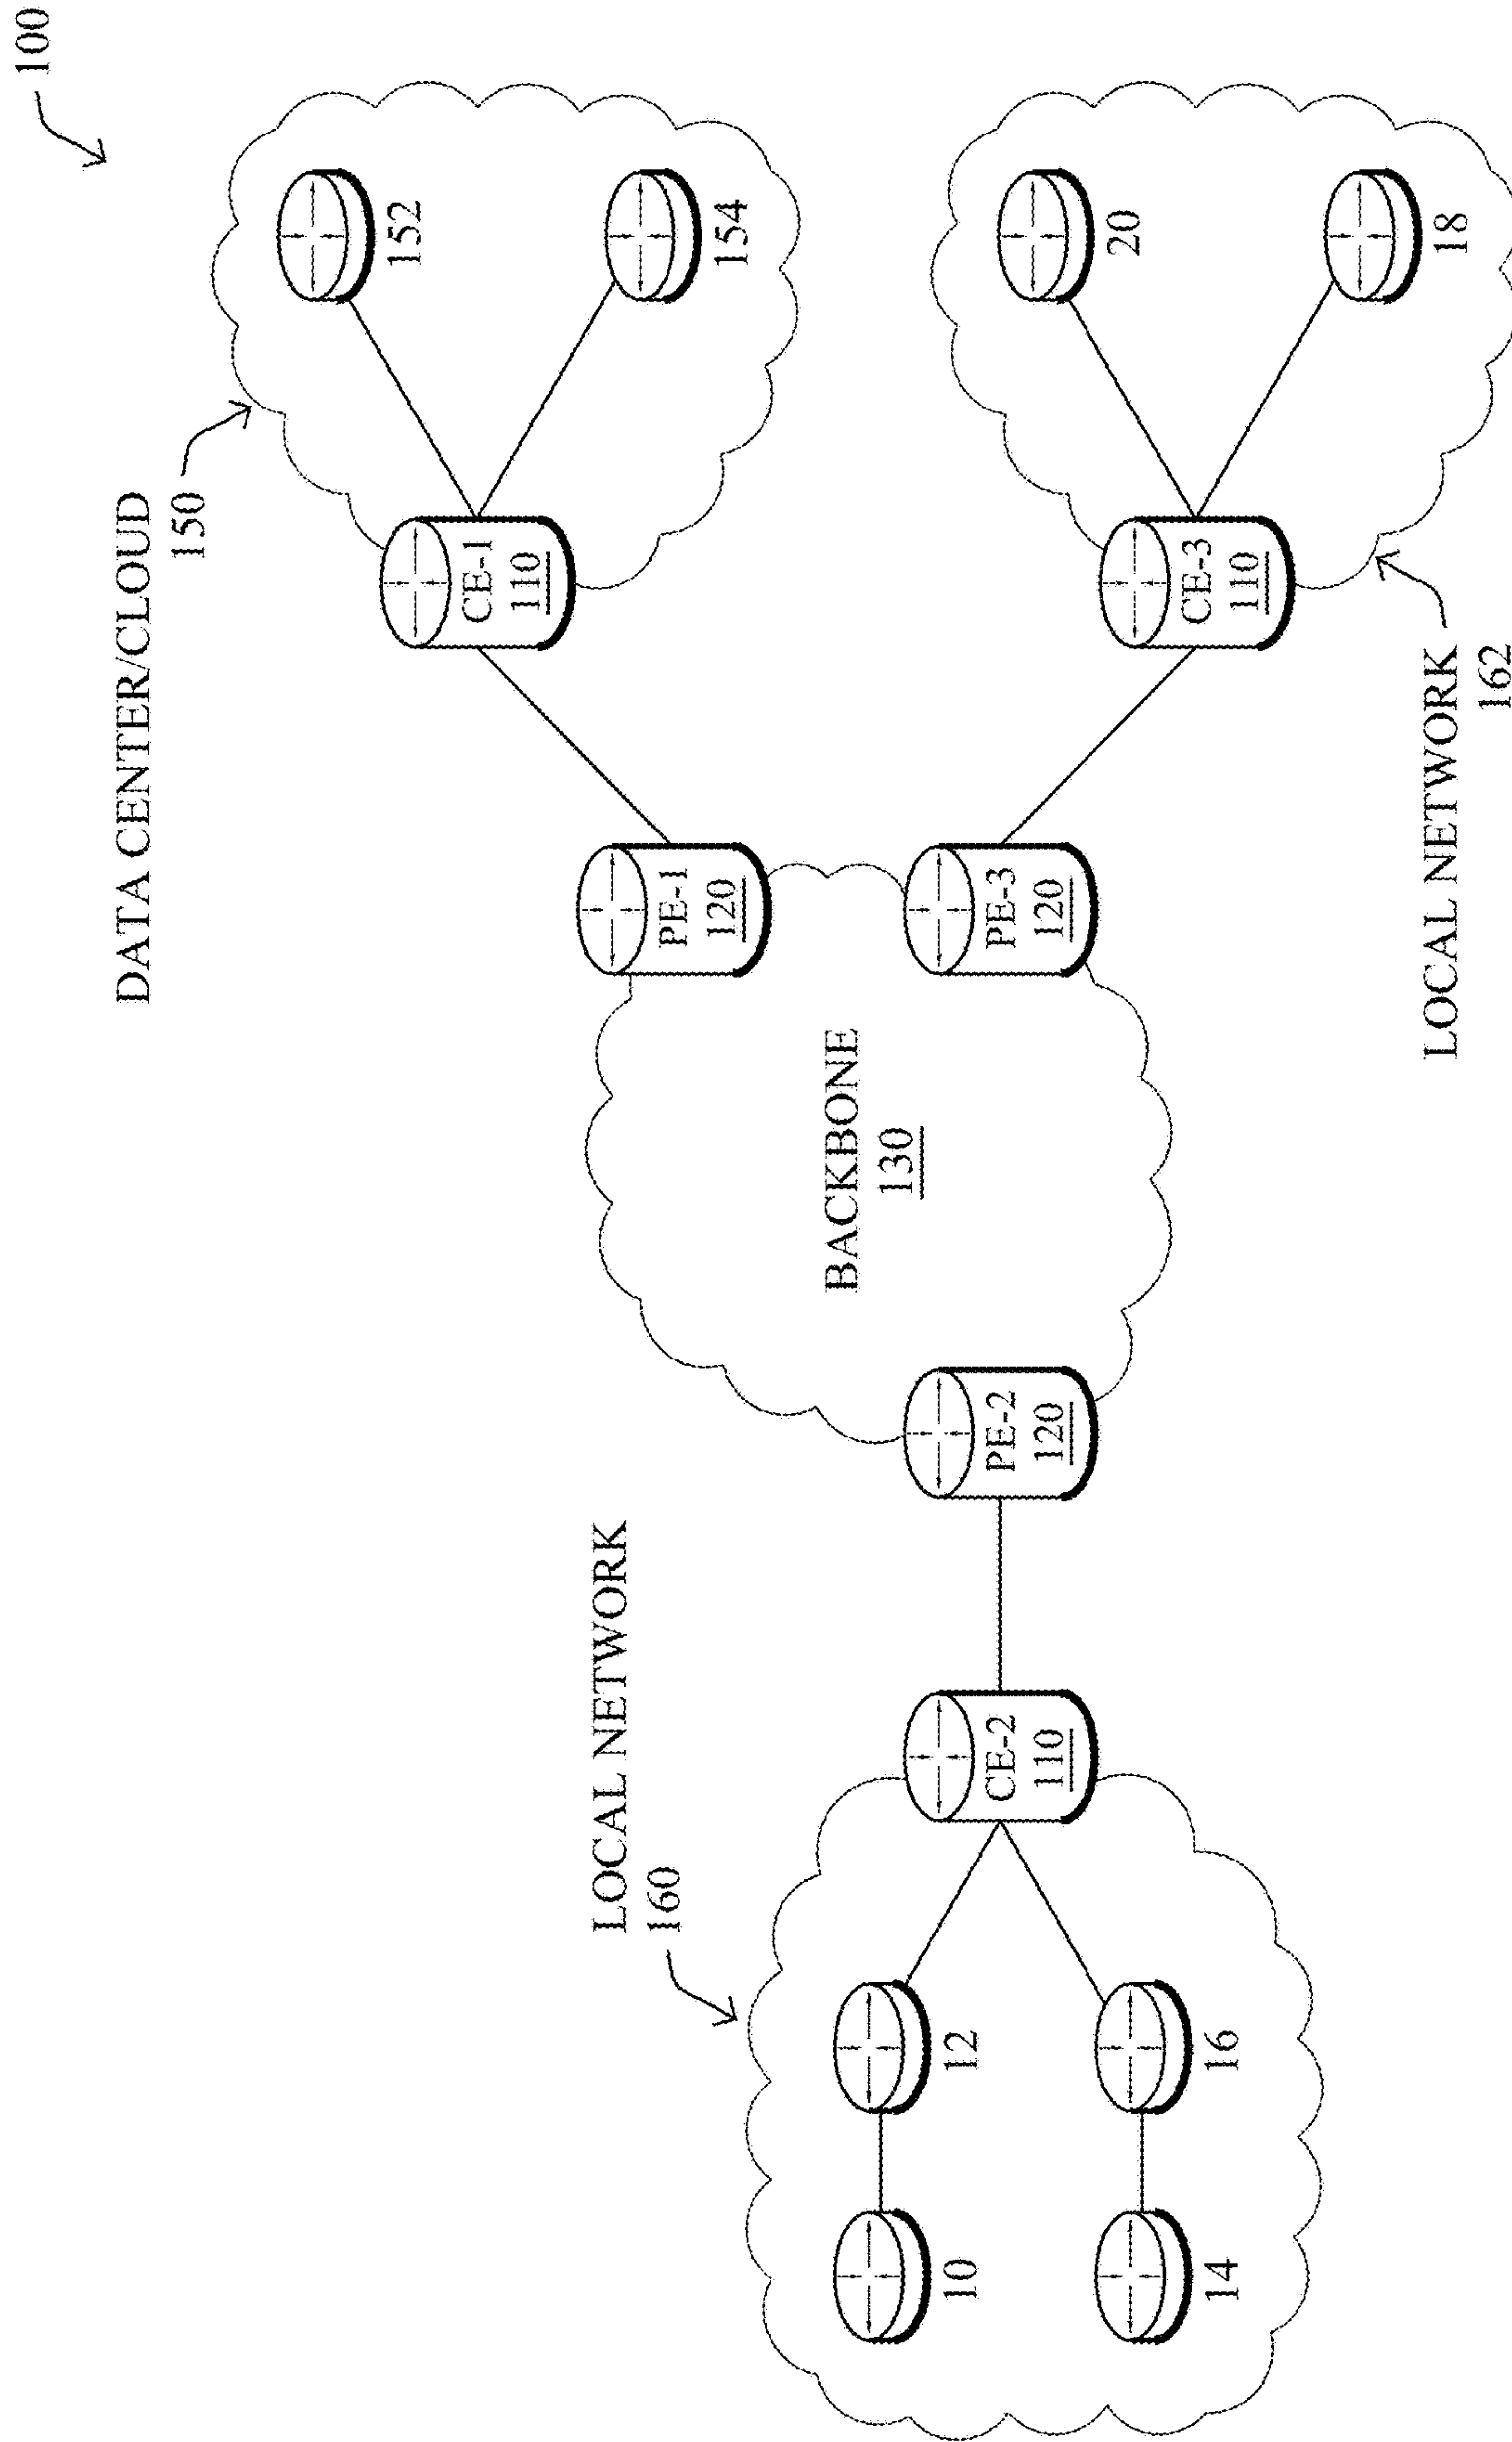 100
DATA CENTER/CLOUD
150
152
154
CE-1
110
PE-1
120
BACKBONE
130
PE-3
120
CE-3
110
20
18
LOCAL NETWORK
162
LOCAL NETWORK
160
PE-2
120
CE-2
110
12
10
16
14